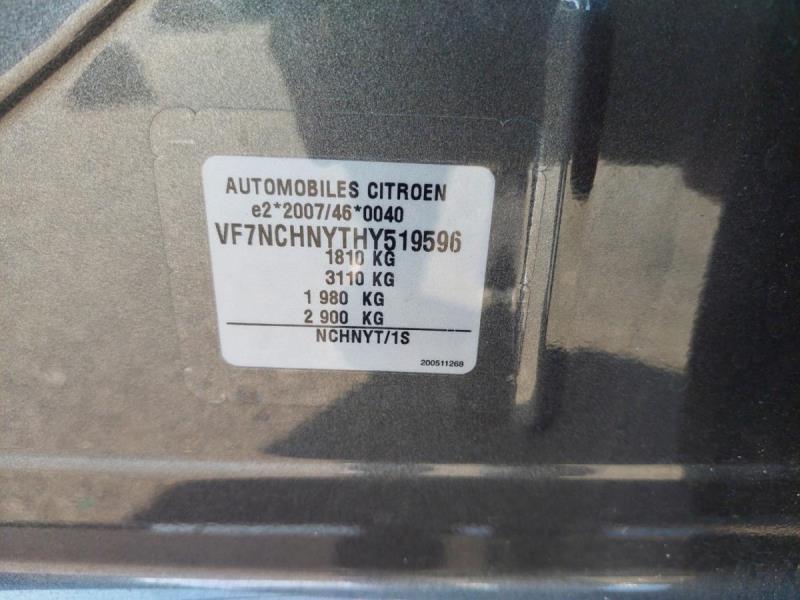 AUTOMOBILES CITROEN
e2*2007/46*0040
VF7NCHNYTHY519596
1810 KG
3110 KG
1 980 KG
2 900 KG
NCHNYT/1S
200511268